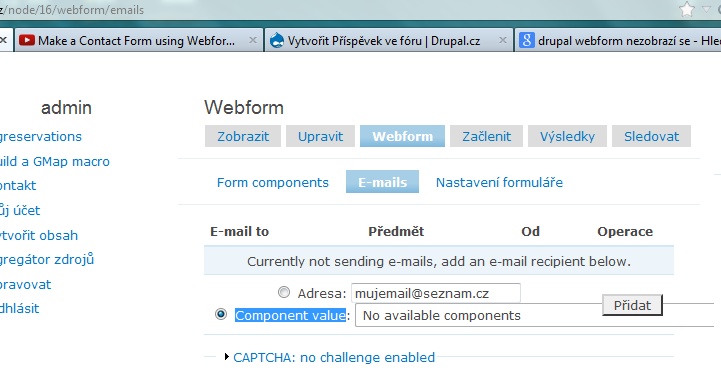 z/node/16/webform/emails
Make a Contact Form using Webfor...
Vytvořit Příspěvek ve fóru | Drupal.cz
drupal webform nezobrazí se - Hle
admin
greservations
uild a GMap macro
ontakt
ůj účet
ytvořit obsah
gregátor zdrojů
pravovat
dhlásit
Webform
Zobrazit Upravit Webform Začlenit Výsledky Sledovat
Form components E-mails Nastavení formuláře
E-mail to Předmět Od Operace
Currently not sending e-mails, add an e-mail recipient below.
Adresa: mujemail@seznam.cz
Přidat
Component value: No available components
CAPTCHA: no challenge enabled